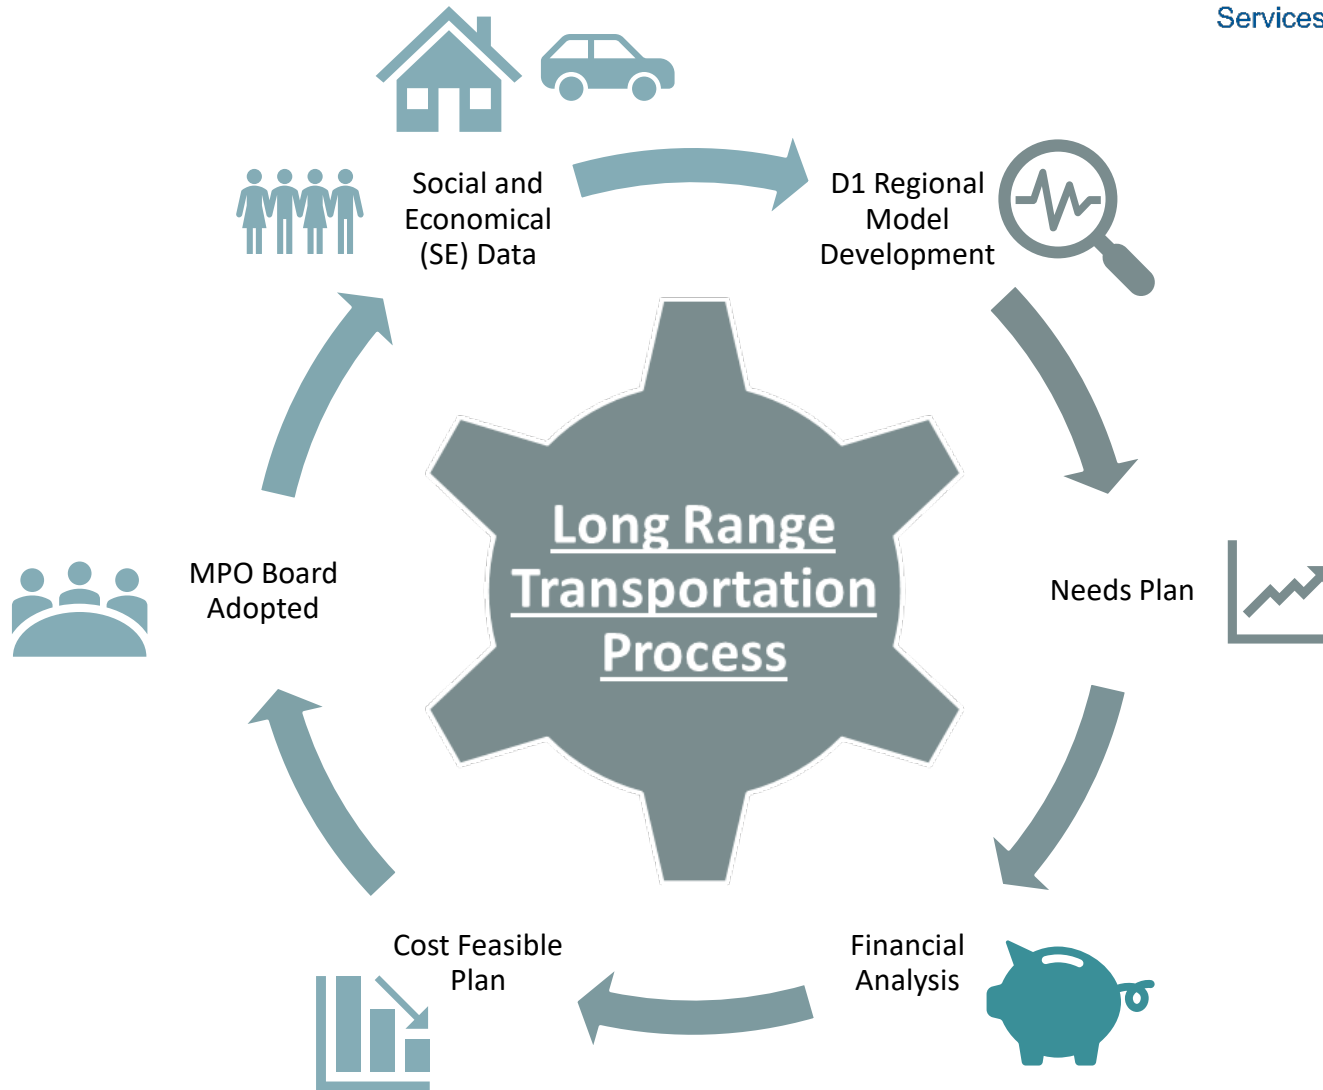 Services
Social and
Economical
(SE) Data
D1 Regional
Model
Development
Needs Plan
Financial
Analysis
Cost Feasible
Plan
MPO Board
Adopted
Long Range
Transportation
Process